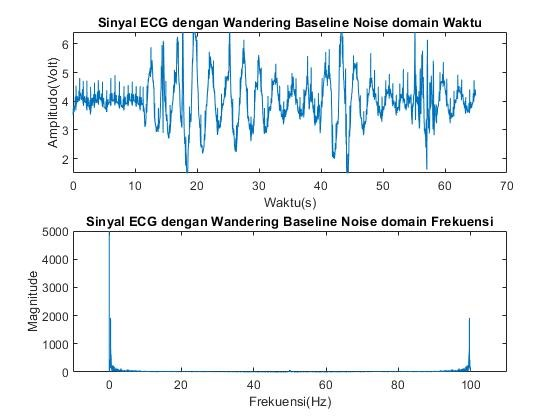 Sinyal ECG dengan Wandering Baseline Noise domain Waktu
6
5
4
3
2
Amplitudo(Volt)
0 10 20 30 40 50 60 70
Waktu(s)
Sinyal ECG dengan Wandering Baseline Noise domain Frekuensi
5000
4000
3000
2000
1000
0
Magnitude
0 20 40 60 80 100
Frekuensi(Hz)